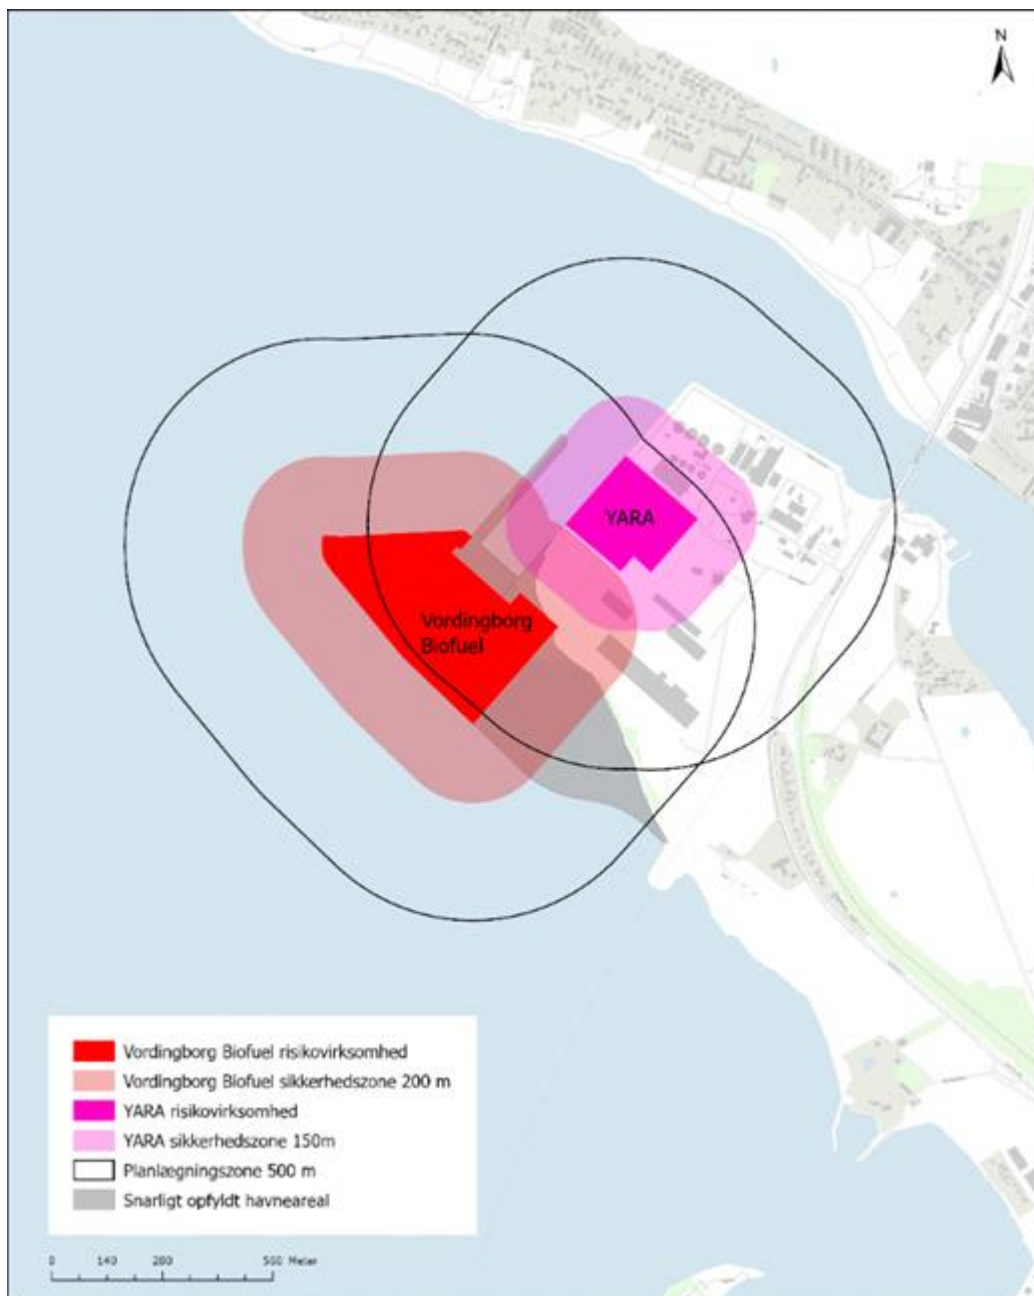 N
YARA
Vordingborg
Biofuel
Vordingborg Biofuel risikovirksomhed
Vordingborg Biofuel sikkerhedszone 200 m
YARA risikovirksomhed
YARA sikkerhedszone 150m
Planlægningszone 500 m
Snarligt opfyldt havneareal
0 140 280 560 Meter